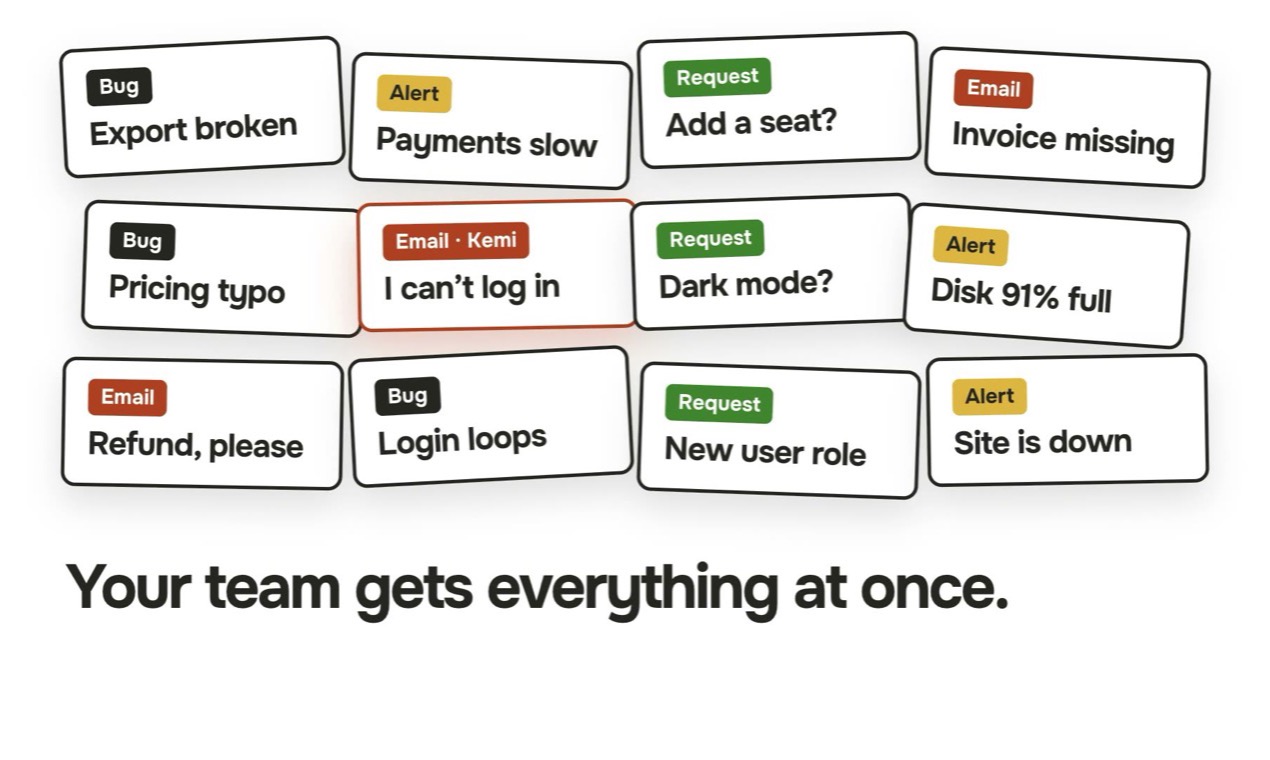 Bug
Export broken
Alert
Payments slow
Request
Add a seat?
Email
Invoice missing
Bug
Pricing typo
Email · Kemi
I can’t log in
Request
Dark mode?
Alert
Disk 91% full
Email
Refund, please
Bug
Login loops
Request
New user role
Alert
Site is down
Your team gets everything at once.